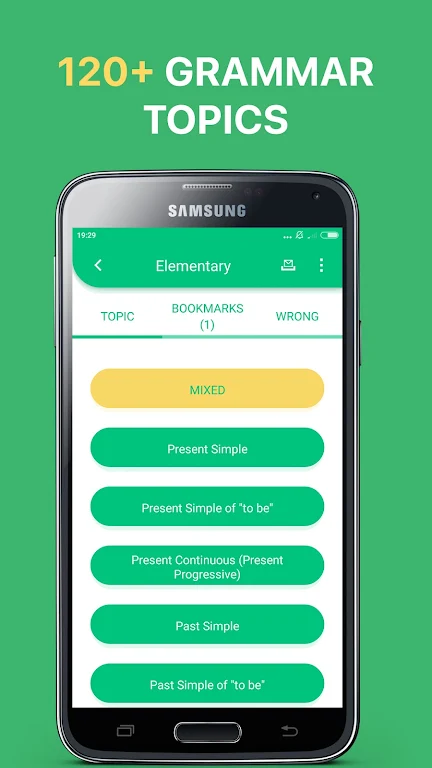 120+ GRAMMAR
TOPICS
SAMSUNG
19:29
Elementary
TOPIC
BOOKMARKS
(1)
WRONG
MIXED
Present Simple
Present Simple of "to be"
Present Continuous (Present
Progressive)
Past Simple
Past Simple of "to be"